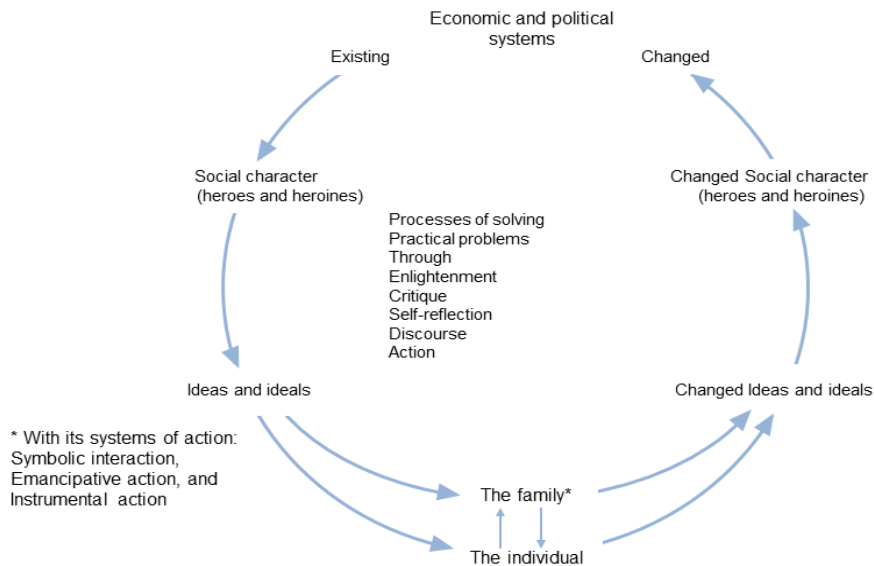 Economic and political
systems
Existing
Changed
Social character
(heroes and heroines)
Changed Social character
(heroes and heroines)
Processes of solving
Practical problems
Through
Enlightenment
Critique
Self-reflection
Discourse
Action
Ideas and ideals
Changed Ideas and ideals
* With its systems of action:
Symbolic interaction,
Emancipative action, and
Instrumental action
The family*
The individual